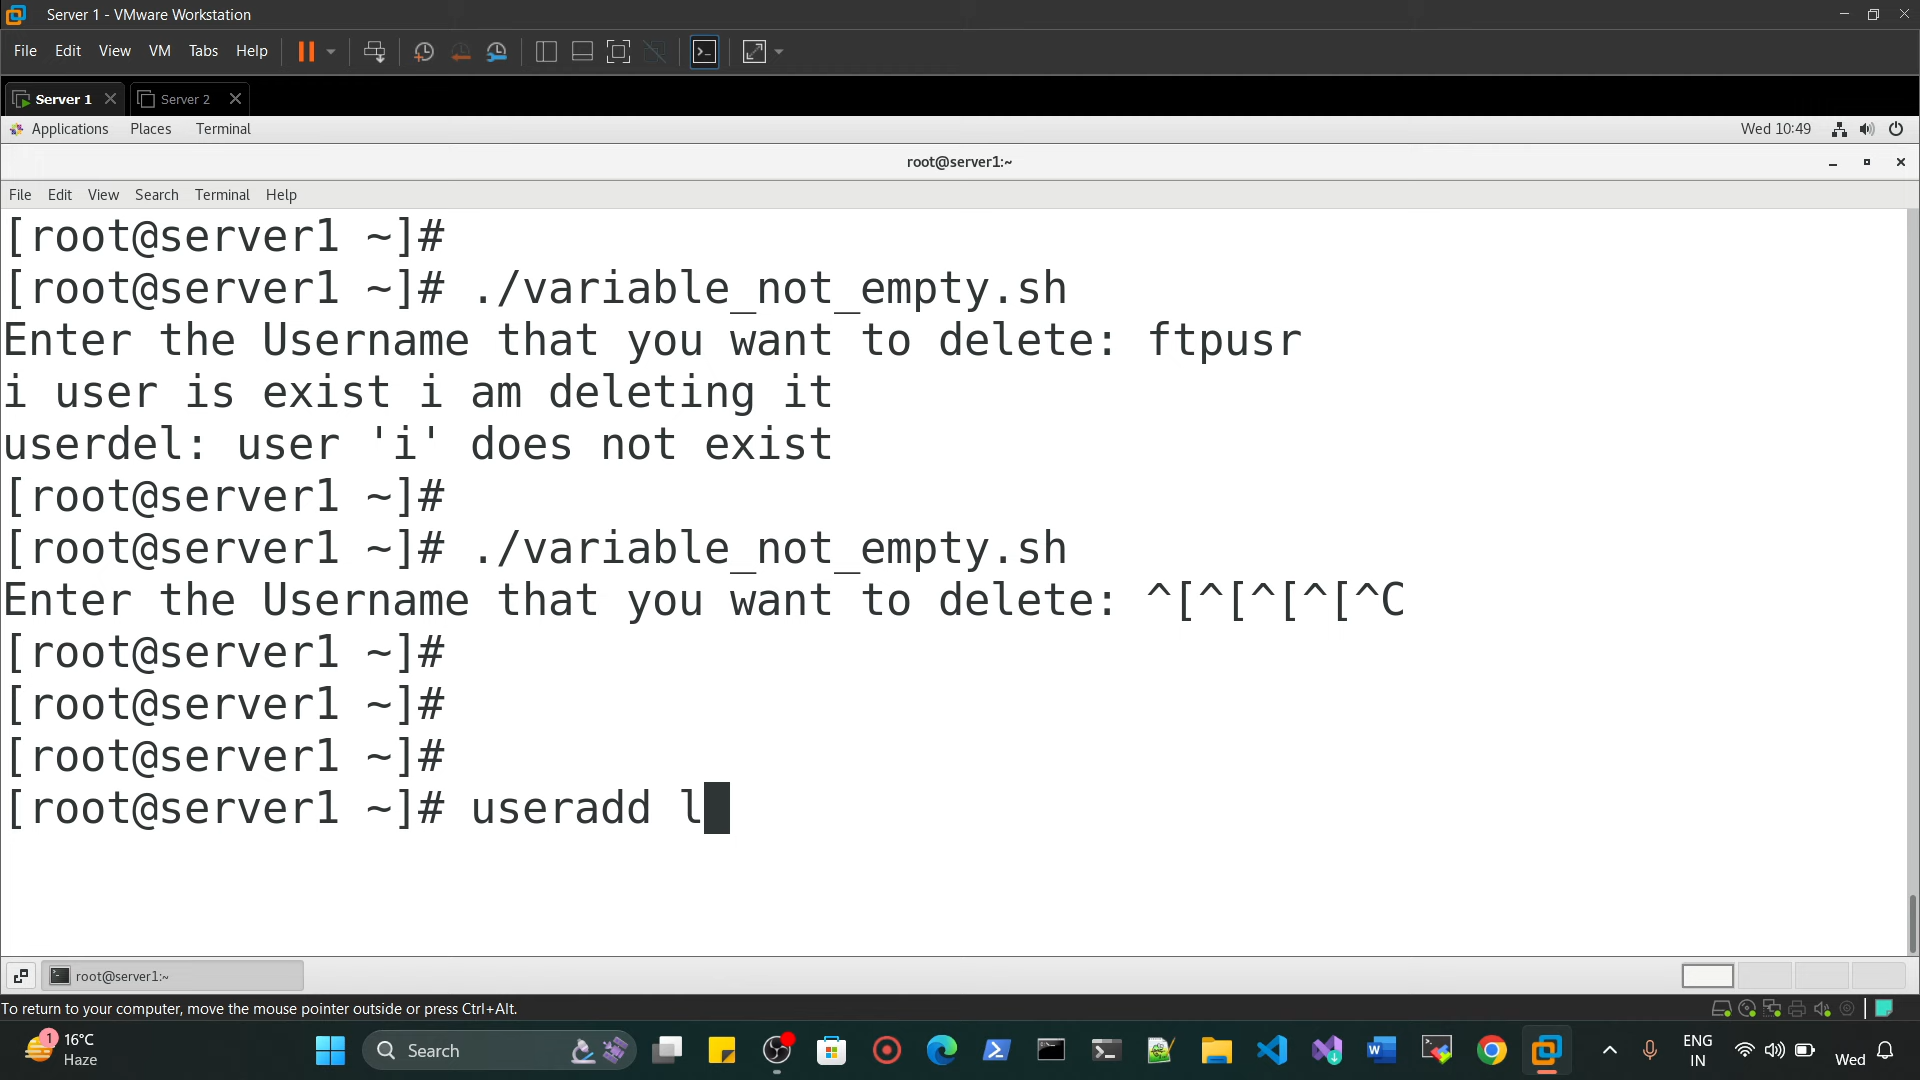 Server 1 - VMware Workstation
File Edit View VM Tabs Help
Server 1 Server 2
Applications Places Terminal Wed 10:49
root@server1:~
File Edit View Search Terminal Help
[root@server1 ~]#
[root@server1 ~]# ./variable_not_empty.sh
Enter the Username that you want to delete: ftpusr
i user is exist i am deleting it
userdel: user 'i' does not exist
[root@server1 ~]#
[root@server1 ~]# ./variable_not_empty.sh
Enter the Username that you want to delete: ^[^[^[^[^C
[root@server1 ~]#
[root@server1 ~]#
[root@server1 ~]#
[root@server1 ~]# useradd l
root@server1:~
To return to your computer, move the mouse pointer outside or press Ctrl+Alt.
1 16°C
Haze
Search
ENG
IN
Wed